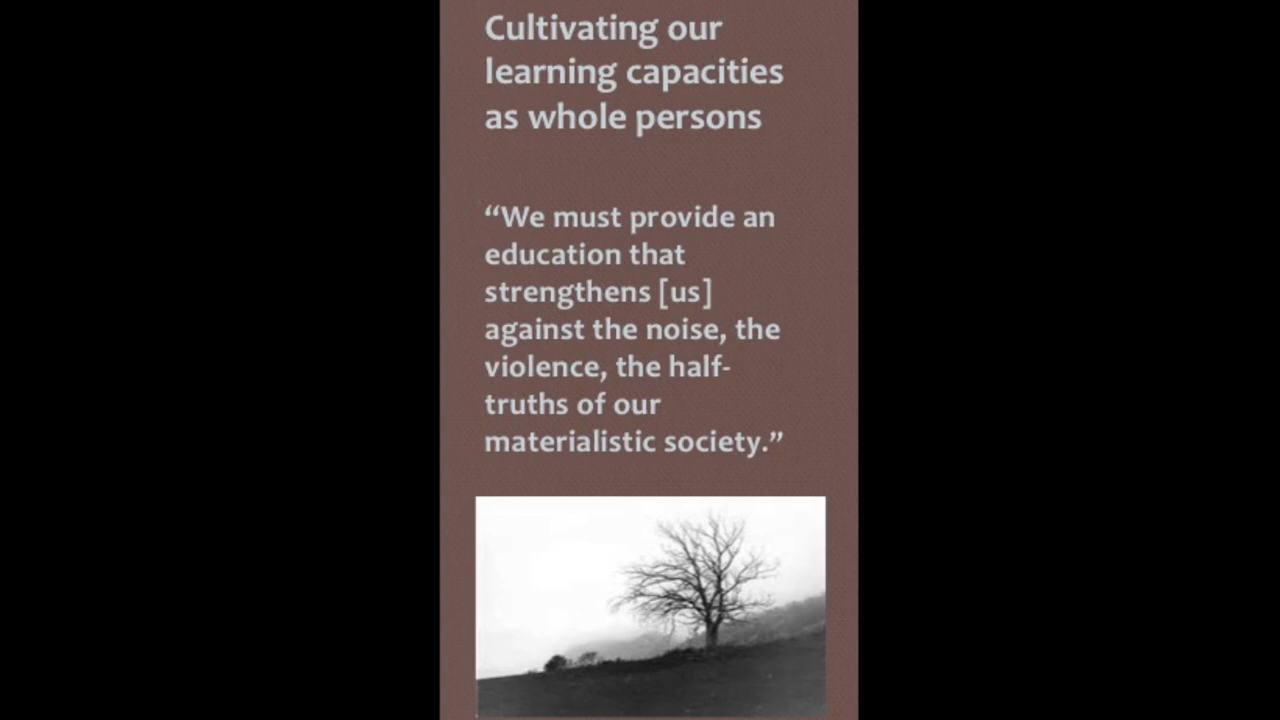 Cultivating our
learning capacities
as whole persons
“We must provide an
education that
strengthens [us]
against the noise, the
violence, the half-
truths of our
materialistic society.”